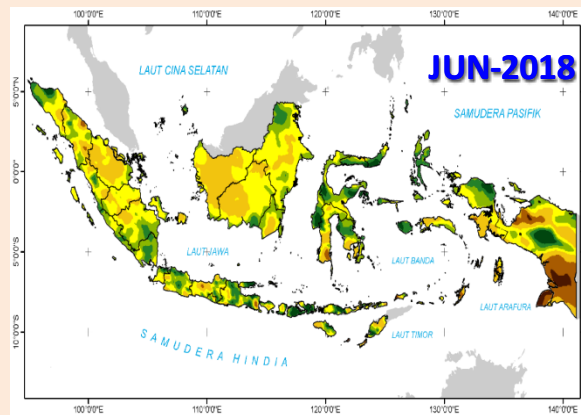 100°0'0"E 110°0'0"E 120°0'0"E 130°0'0"E 140°0'0"E
JUN-2018
LAUT CINA SELATAN
SAMUDERA PASIFIK
5°0'0"N
0°0'0"
5°0'0"S
10°0'0"S
LAUT JAWA
LAUT BANDA
LAUT ARAFURA
LAUT TIMOR
SAMUDERA HINDIA
100°0'0"E 110°0'0"E 120°0'0"E 130°0'0"E 140°0'0"E